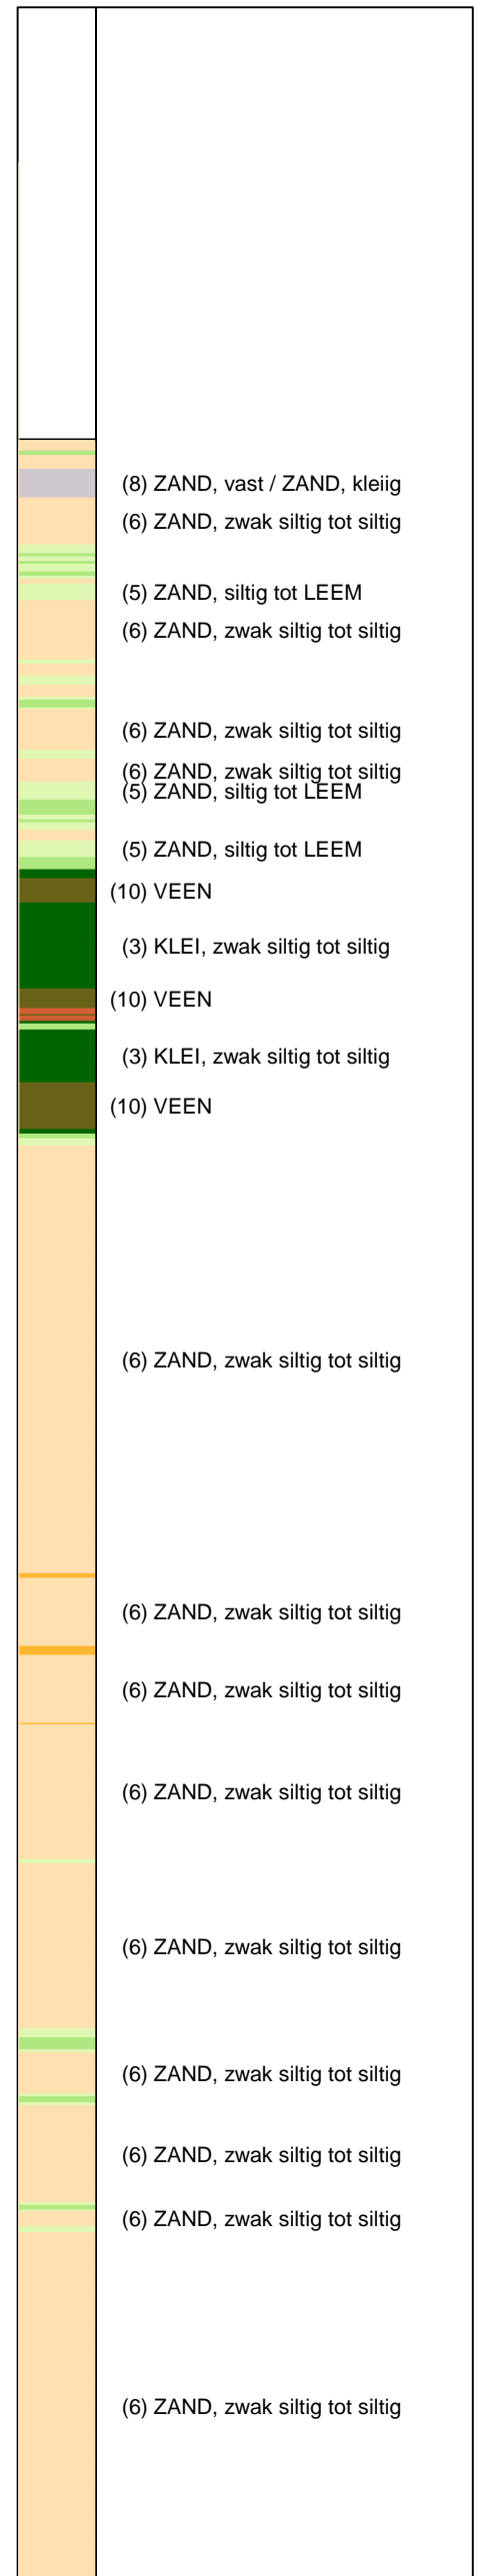 (8) ZAND, vast / ZAND, kleiig
(6) ZAND, zwak siltig tot siltig
(5) ZAND, siltig tot LEEM
(6) ZAND, zwak siltig tot siltig
(6) ZAND, zwak siltig tot siltig
(6) ZAND, zwak siltig tot siltig
(5) ZAND, siltig tot LEEM
(5) ZAND, siltig tot LEEM
(10) VEEN
(3) KLEI, zwak siltig tot siltig
(10) VEEN
(3) KLEI, zwak siltig tot siltig
(10) VEEN
(6) ZAND, zwak siltig tot siltig
(6) ZAND, zwak siltig tot siltig
(6) ZAND, zwak siltig tot siltig
(6) ZAND, zwak siltig tot siltig
(6) ZAND, zwak siltig tot siltig
(6) ZAND, zwak siltig tot siltig
(6) ZAND, zwak siltig tot siltig
(6) ZAND, zwak siltig tot siltig
(6) ZAND, zwak siltig tot siltig